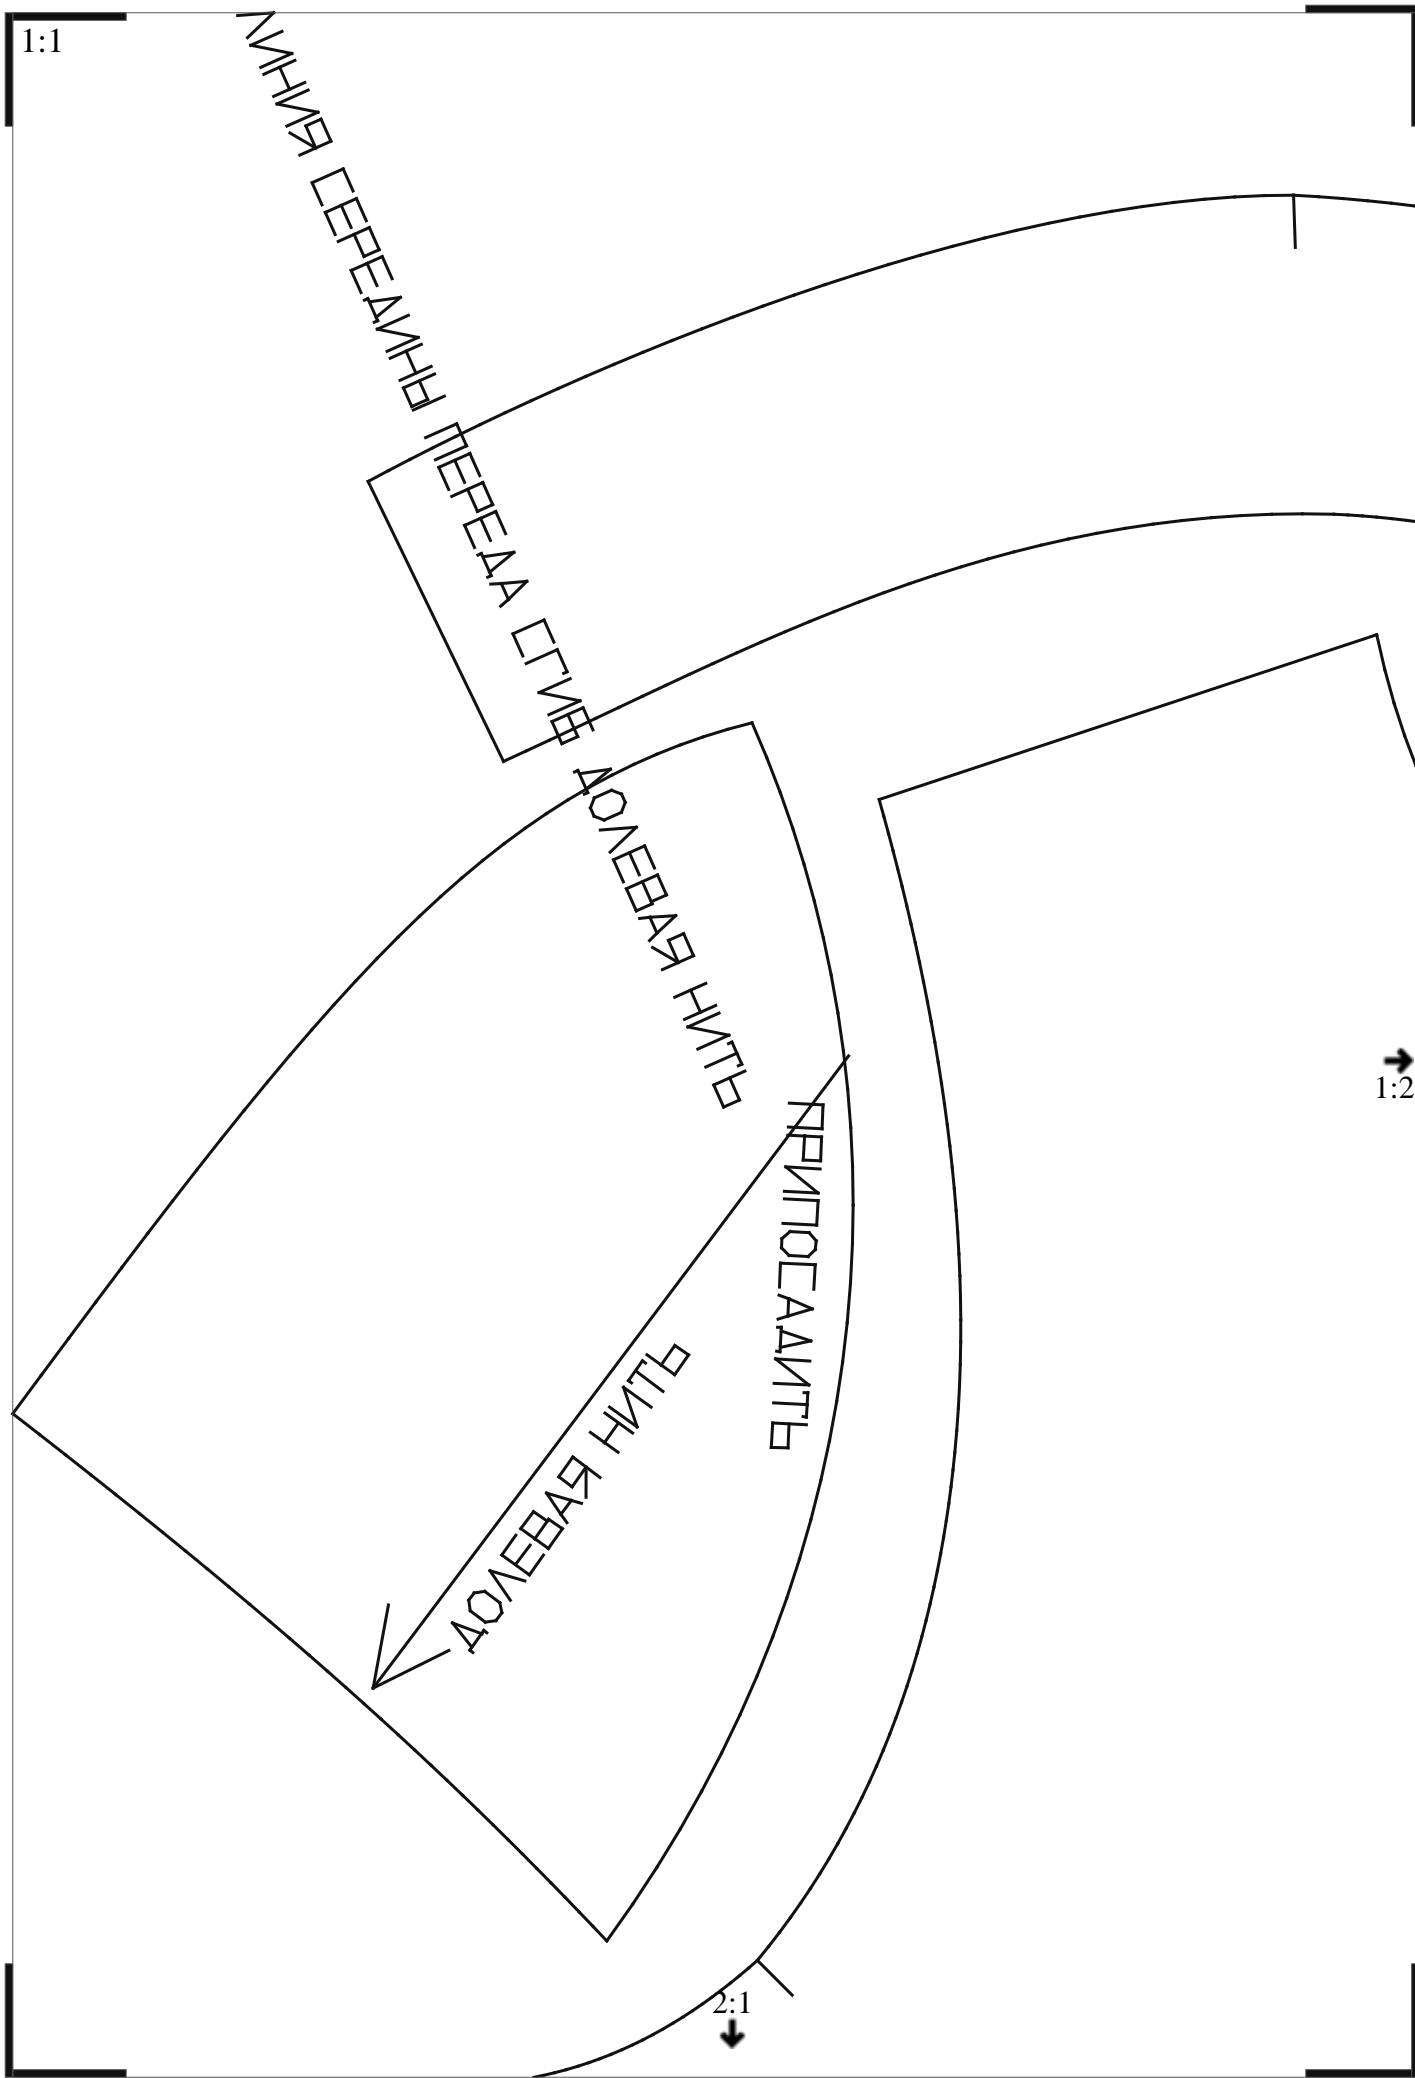 1:1
ЛИНИЯ СЕРЕДИНЫ ПЕРЕДА СГИБ ДОЛЕВАЯ НИТЬ
1:2
ПРИПОСАДИТЬ
ДОЛЕВАЯ НИТЬ
2:1